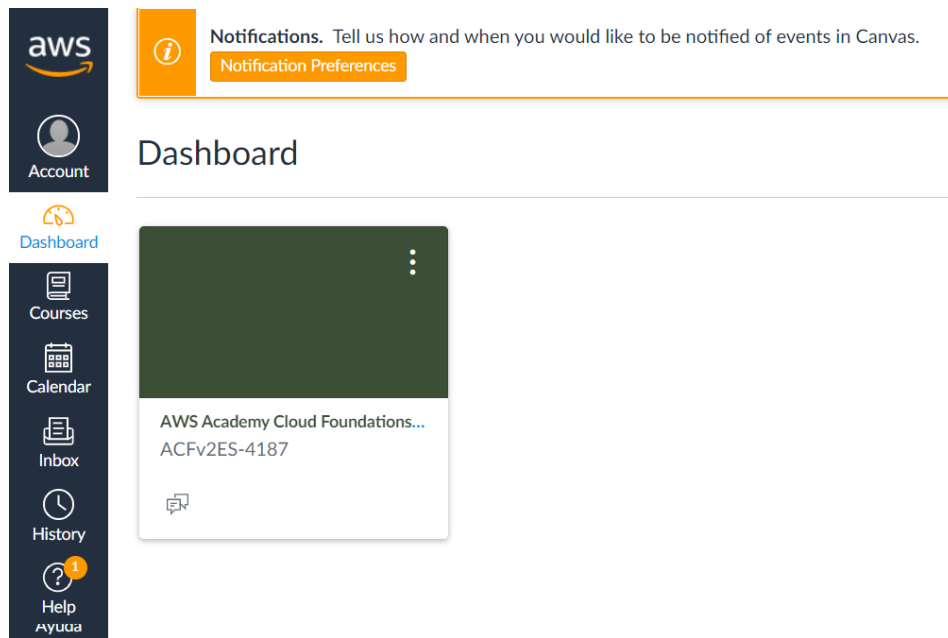 aws
Notifications. Tell us how and when you would like to be notified of events in Canvas.
Notification Preferences
Account
Dashboard
Dashboard
Courses
Calendar
Inbox
History
1
Help
Ayuda
AWS Academy Cloud Foundations...
ACFv2ES-4187